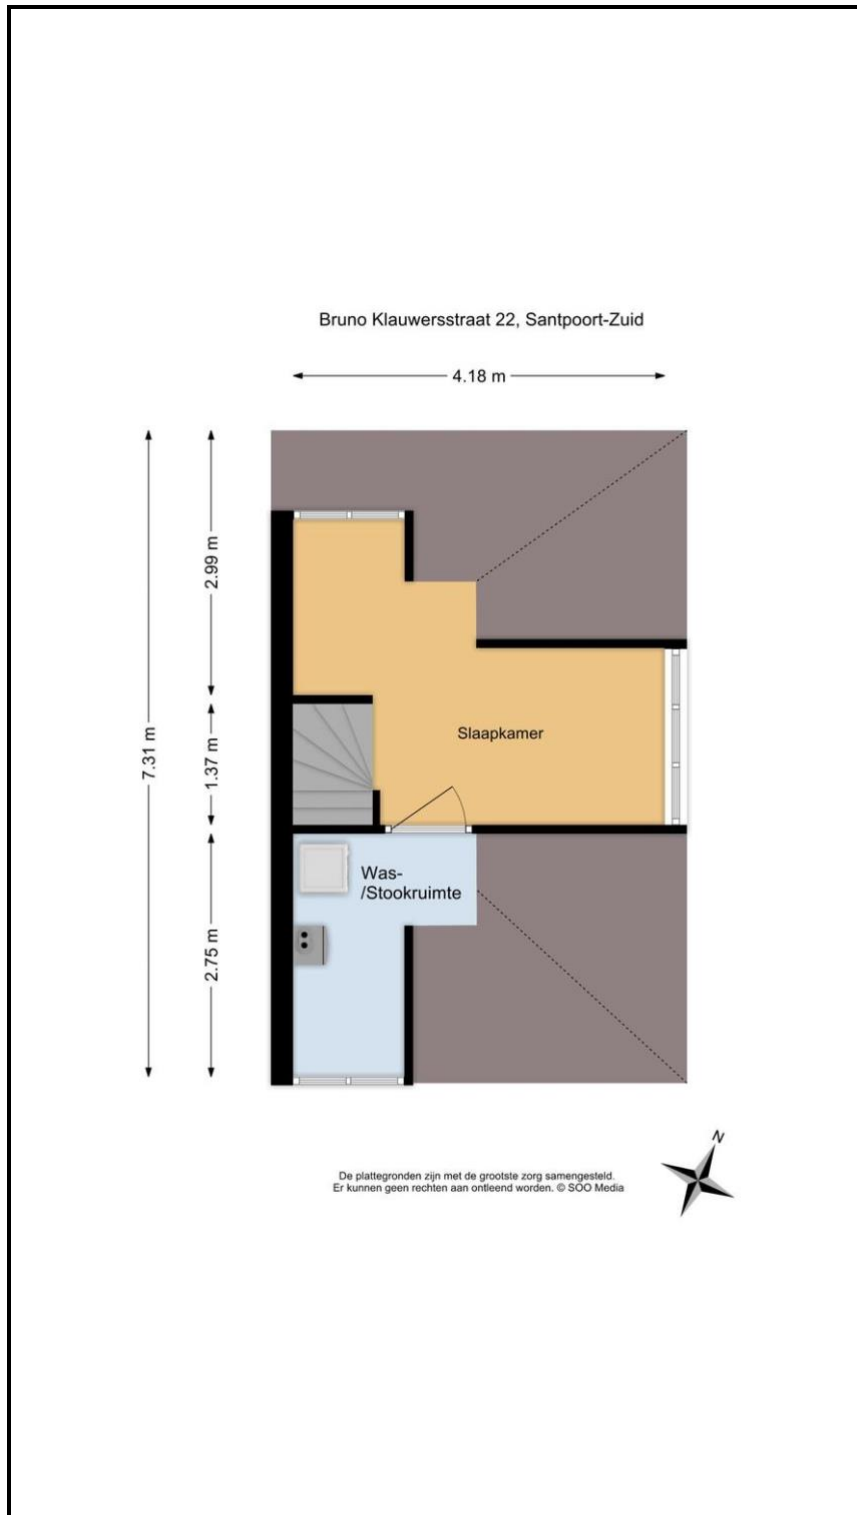 Bruno Klauwersstraat 22, Santpoort-Zuid
4.18 m
2.99 m
7.31 m
1.37 m
Slaapkamer
Was-
/Stookruimte
2.75 m
N
De plattegronden zijn met de grootste zorg samengesteld.
Er kunnen geen rechten aan ontleend worden. © SOO Media